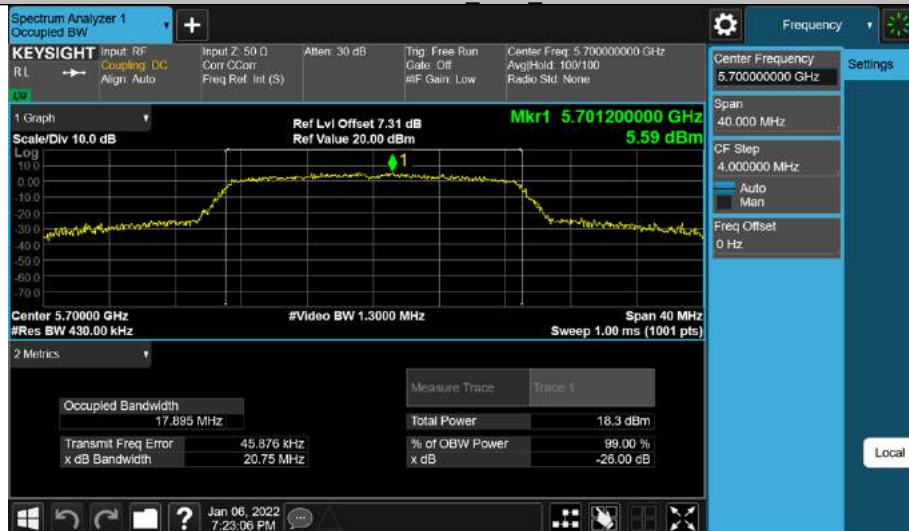 Spectrum Analyzer 1
Occupied BW
Frequency
KEYSIGHT
RL
Input: RF
Coupling: DC
Align: Auto
Input Z: 50 Ω
Corr CCorr
Freq Ref: Int (S)
Atten: 30 dB
Trig: Free Run
Gate: Off
#IF Gain: Low
Center Freq: 5.700000000 GHz
Avg|Hold: 100/100
Radio Std: None
Center Frequency
5.700000000 GHz
Settings
Span
40.000 MHz
CF Step
4.000000 MHz
Auto
Man
Freq Offset
0 Hz
1 Graph
Scale/Div 10.0 dB
Ref Lvl Offset 7.31 dB
Ref Value 20.00 dBm
Mkr1 5.701200000 GHz
5.59 dBm
Log
10.0
0.00
-10.0
-20.0
-30.0
-40.0
-50.0
-60.0
-70.0
1
Center 5.70000 GHz
#Res BW 430.00 kHz
#Video BW 1.3000 MHz
Span 40 MHz
Sweep 1.00 ms (1001 pts)
2 Metrics
Measure Trace
Trace 1
Occupied Bandwidth
17.895 MHz
Total Power
18.3 dBm
Transmit Freq Error
45.876 kHz
% of OBW Power
99.00 %
x dB Bandwidth
20.75 MHz
x dB
-26.00 dB
Local
Jan 06, 2022
7:23:06 PM